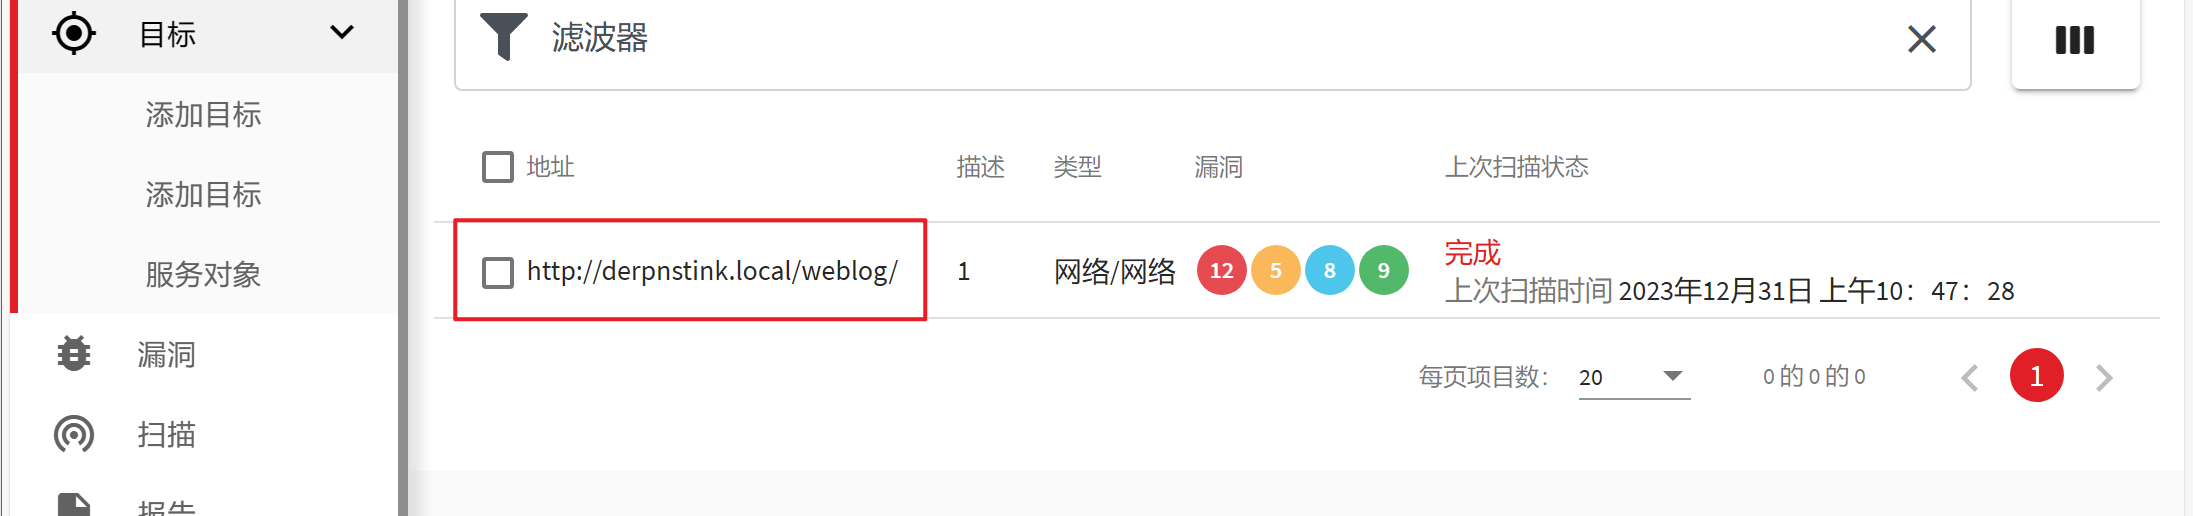 目标
添加目标
添加目标
服务对象
漏洞
扫描
报告
滤波器
地址 描述 类型 漏洞 上次扫描状态
http://derpnstink.local/weblog/ 1 网络/网络 12 5 8 9 完成
上次扫描时间 2023年12月31日 上午10：47：28
每页项目数： 20 0 的 0 的 0 1